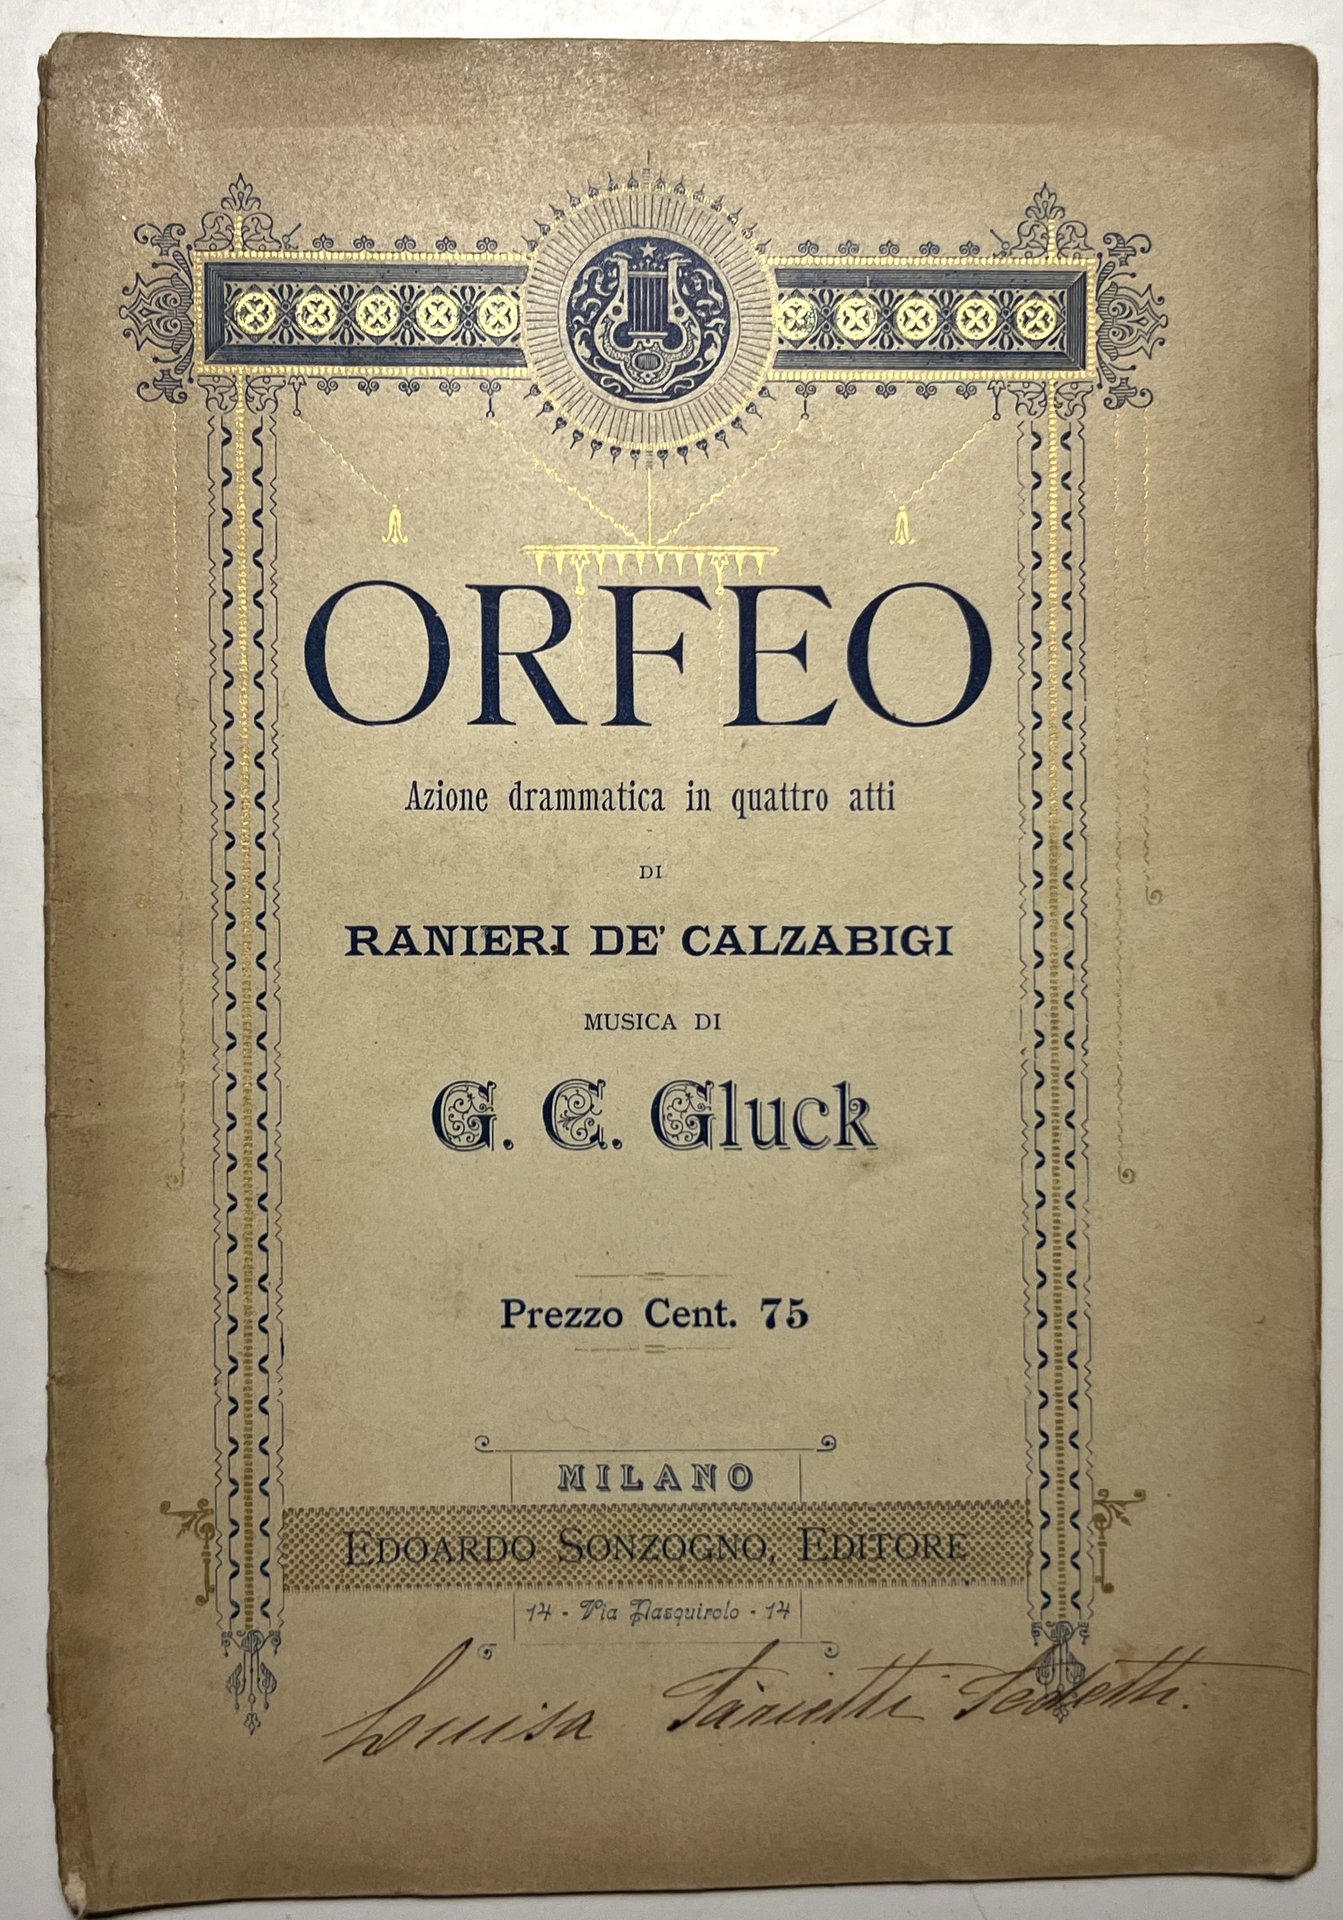 ORFEO
Azione drammatica in quattro atti
DI
RANIERI DE' CALZABIGI
MUSICA DI
G. C. Gluck
Prezzo Cent. 75
MILANO
EDOARDO SONZOGNO, EDITORE
14 - Via Pasquirolo - 14
Luisa